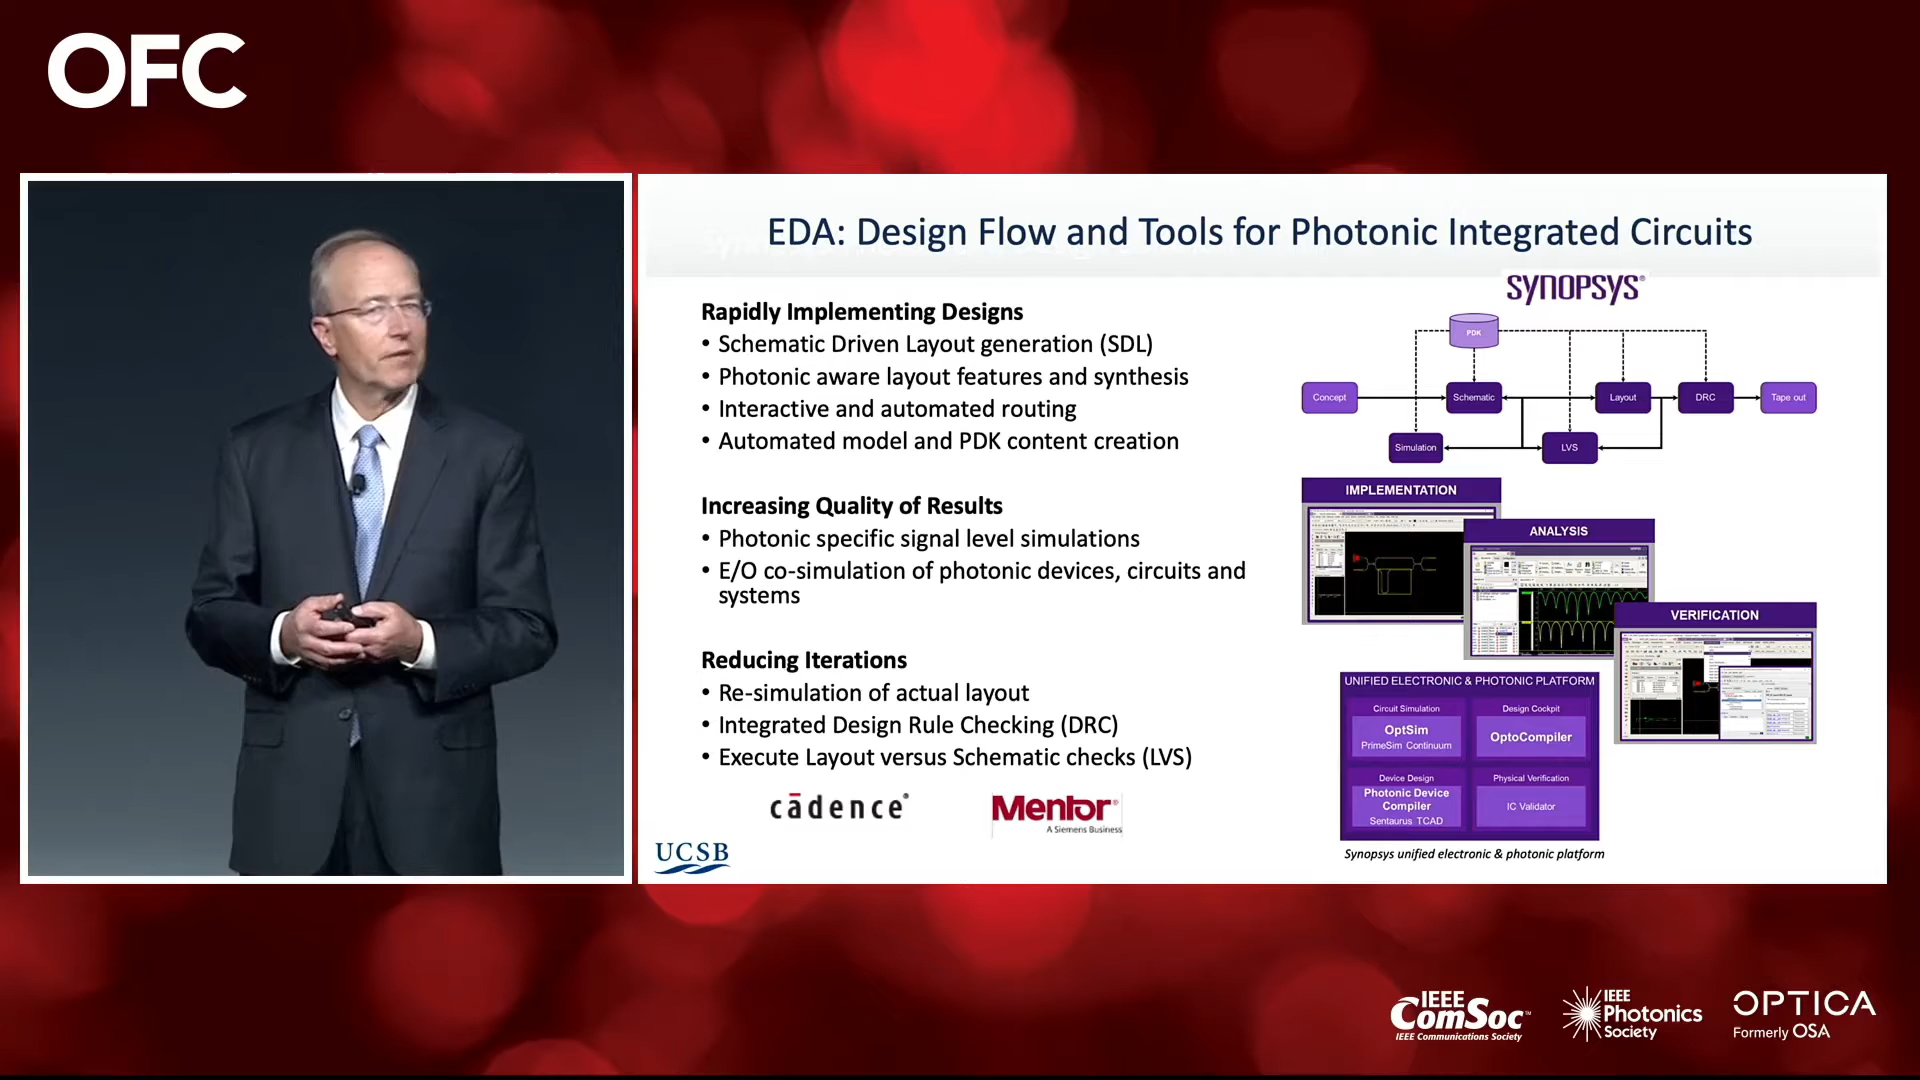 OFC
EDA: Design Flow and Tools for Photonic Integrated Circuits
Rapidly Implementing Designs
• Schematic Driven Layout generation (SDL)
• Photonic aware layout features and synthesis
• Interactive and automated routing
• Automated model and PDK content creation
Increasing Quality of Results
• Photonic specific signal level simulations
• E/O co-simulation of photonic devices, circuits and
systems
Reducing Iterations
• Re-simulation of actual layout
• Integrated Design Rule Checking (DRC)
• Execute Layout versus Schematic checks (LVS)
cādence®
Mentor®
A Siemens Business
UCSB
SYNOPSYS®
PDK
Concept
Schematic
Layout
DRC
Tape out
Simulation
LVS
IMPLEMENTATION
ANALYSIS
VERIFICATION
UNIFIED ELECTRONIC & PHOTONIC PLATFORM
Circuit Simulation
OptSim
PrimeSim Continuum
Design Cockpit
OptoCompiler
Device Design
Photonic Device
Compiler
Sentaurus TCAD
Physical Verification
IC Validator
Synopsys unified electronic & photonic platform
IEEE
ComSoc™
IEEE Communications Society
IEEE
Photonics
Society
OPTICA
Formerly OSA